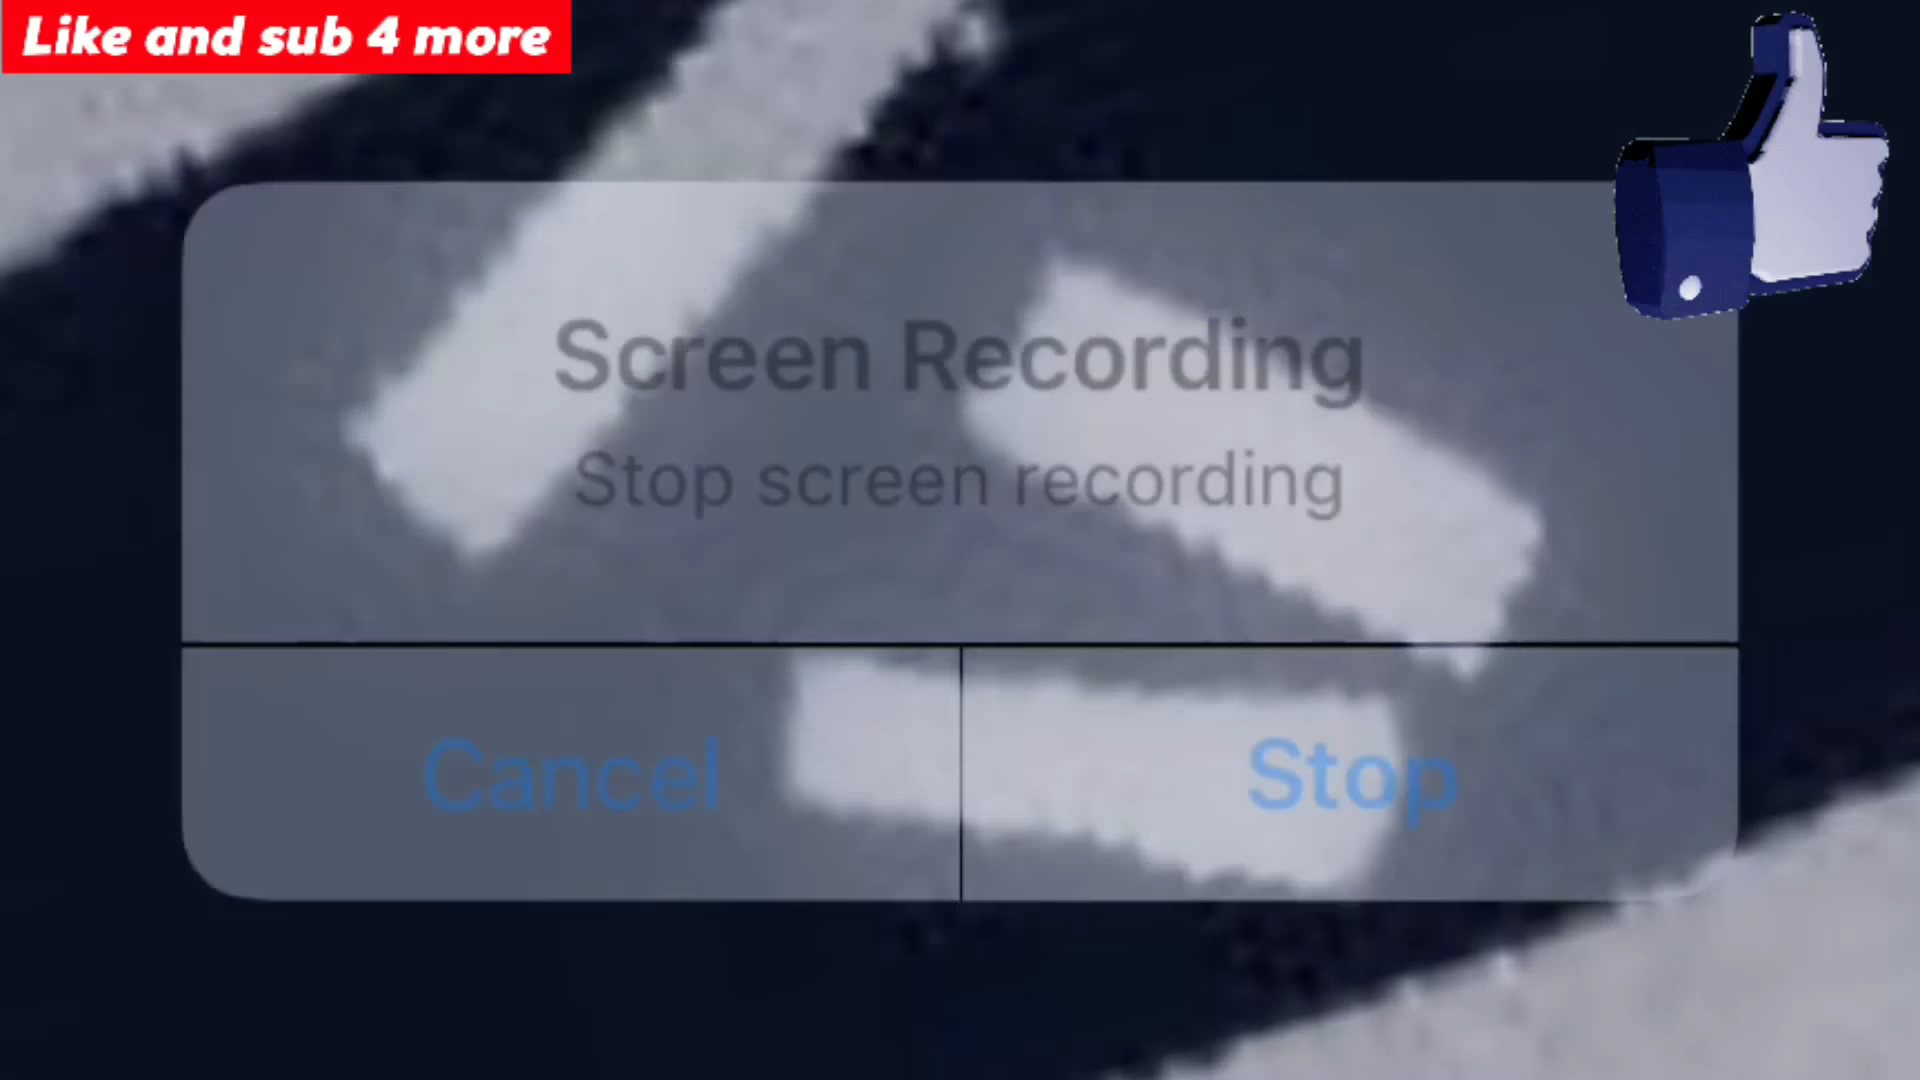 Like and sub 4 more
Screen Recording
Stop screen recording
Cancel
Stop